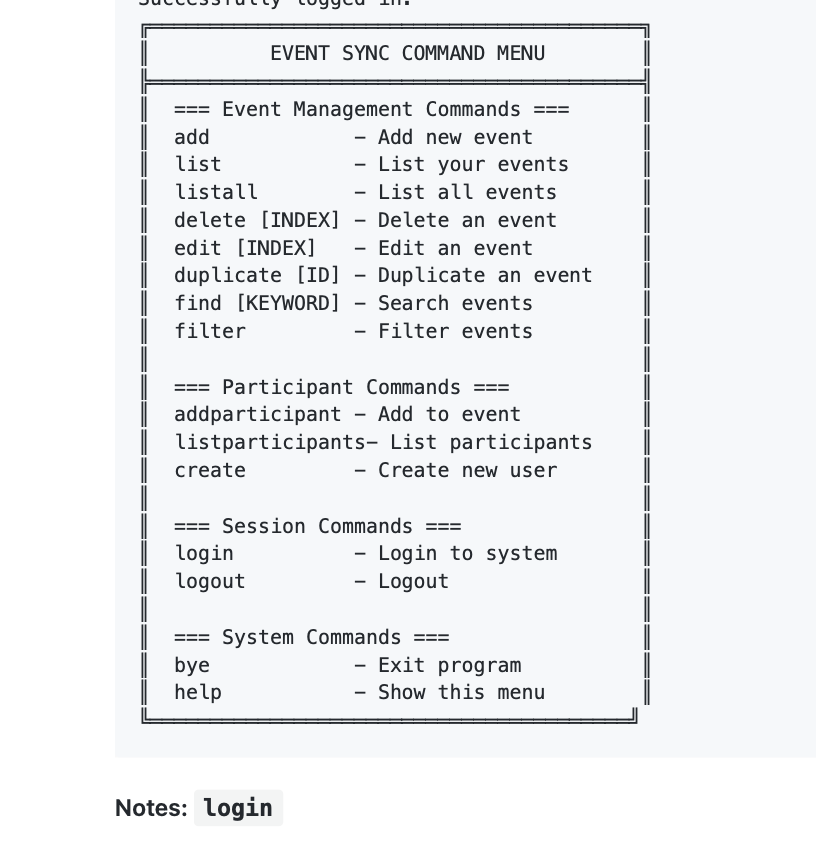 Successfully logged in.
EVENT SYNC COMMAND MENU
=== Event Management Commands ===
add - Add new event
list - List your events
listall - List all events
delete [INDEX] - Delete an event
edit [INDEX] - Edit an event
duplicate [ID] - Duplicate an event
find [KEYWORD] - Search events
filter - Filter events
=== Participant Commands ===
addparticipant - Add to event
listparticipants- List participants
create - Create new user
=== Session Commands ===
login - Login to system
logout - Logout
=== System Commands ===
bye - Exit program
help - Show this menu
Notes: login